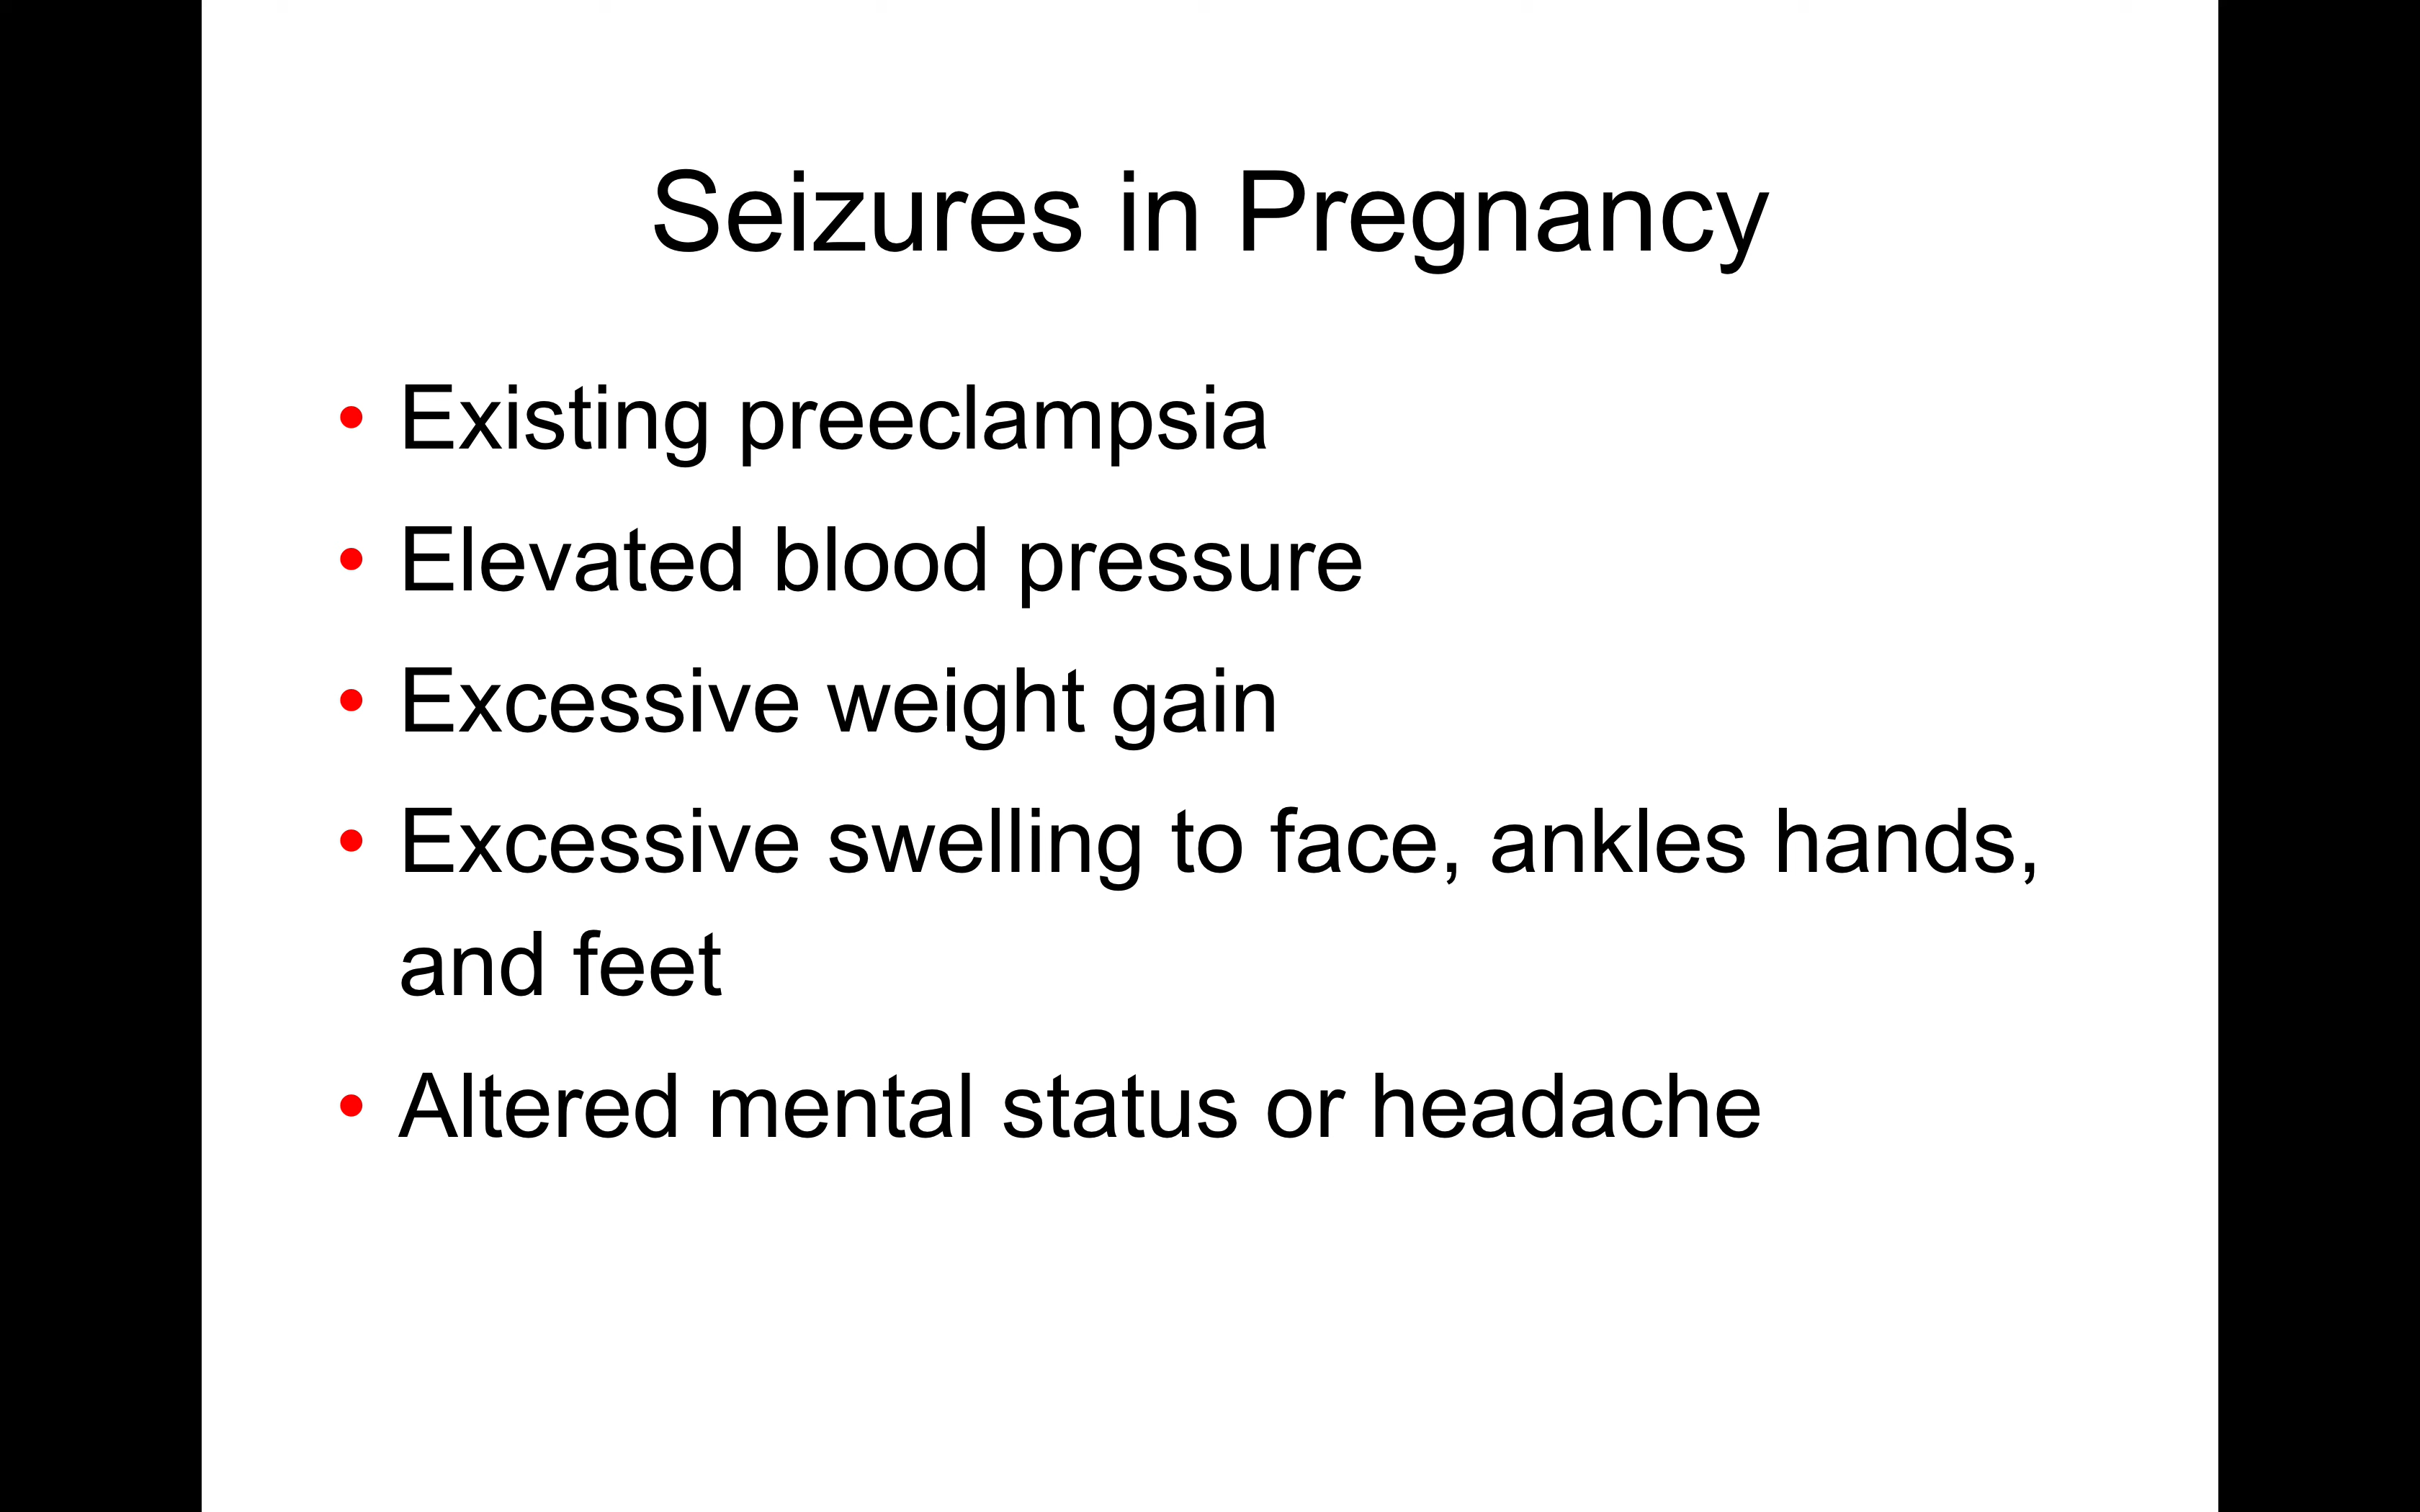 Seizures in Pregnancy
• Existing preeclampsia
• Elevated blood pressure
• Excessive weight gain
• Excessive swelling to face, ankles hands,
and feet
• Altered mental status or headache